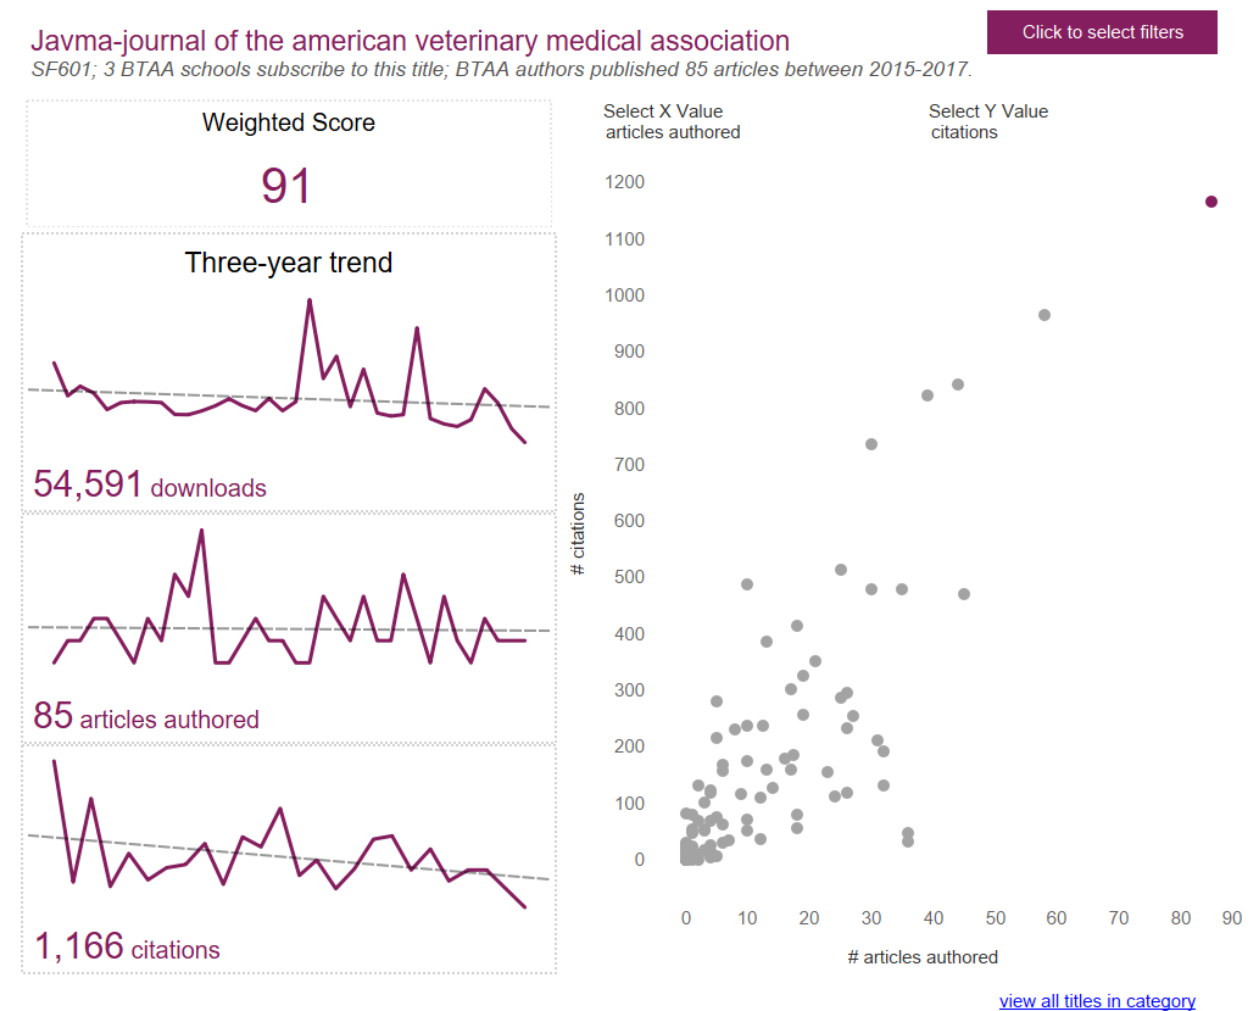 Javma-journal of the american veterinary medical association
Click to select filters
SF601; 3 BTAA schools subscribe to this title; BTAA authors published 85 articles between 2015-2017.
Weighted Score
91
Three-year trend
54,591 downloads
85 articles authored
1,166 citations
Select X Value
articles authored
Select Y Value
citations
1200
1100
1000
900
800
700
600
500
400
300
200
100
0
# citations
0 10 20 30 40 50 60 70 80 90
# articles authored
view all titles in category